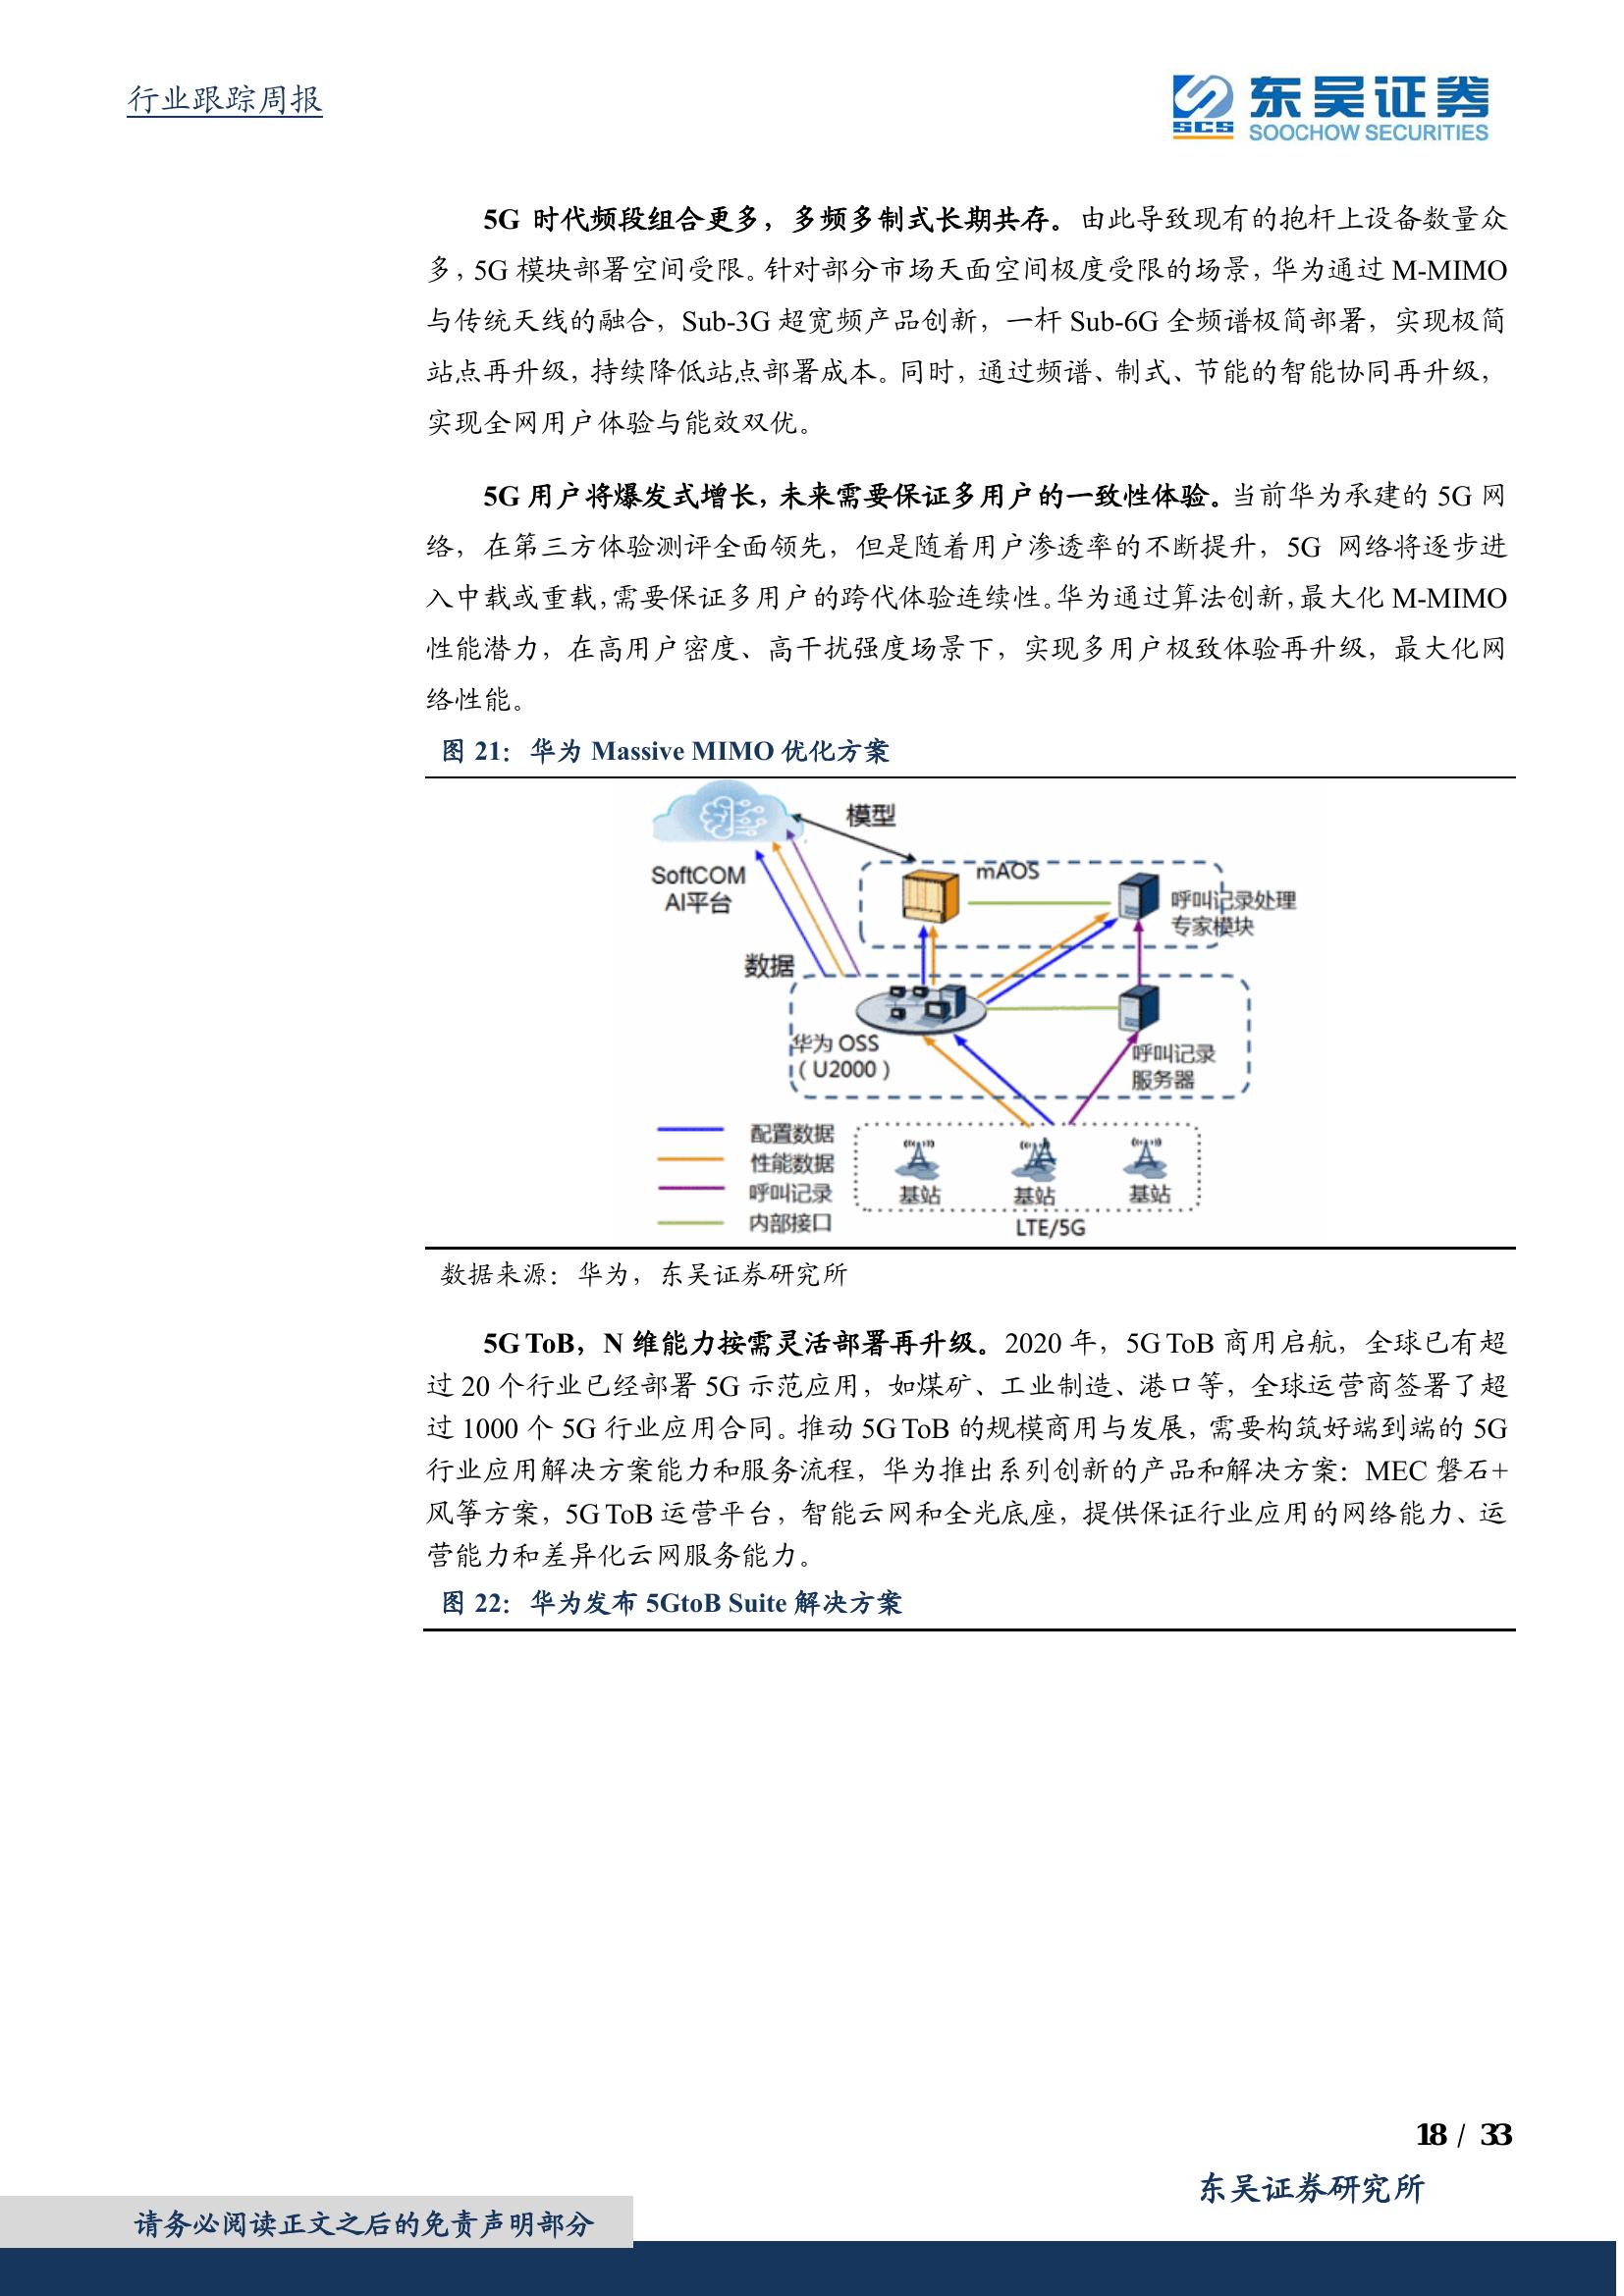 行业跟踪周报
东吴证券
SCS
SOOCHOW SECURITIES
5G 时代频段组合更多，多频多制式长期共存。由此导致现有的抱杆上设备数量众
多，5G 模块部署空间受限。针对部分市场天面空间极度受限的场景，华为通过 M-MIMO
与传统天线的融合，Sub-3G 超宽频产品创新，一杆 Sub-6G 全频谱极简部署，实现极简
站点再升级，持续降低站点部署成本。同时，通过频谱、制式、节能的智能协同再升级，
实现全网用户体验与能效双优。
5G 用户将爆发式增长，未来需要保证多用户的一致性体验。当前华为承建的 5G 网
络，在第三方体验测评全面领先，但是随着用户渗透率的不断提升，5G 网络将逐步进
入中载或重载，需要保证多用户的跨代体验连续性。华为通过算法创新，最大化 M-MIMO
性能潜力，在高用户密度、高干扰强度场景下，实现多用户极致体验再升级，最大化网
络性能。
图 21：华为 Massive MIMO 优化方案
模型
SoftCOM
AI平台
mAOS
呼叫记录处理
专家模块
数据
华为 OSS
（U2000）
呼叫记录
服务器
配置数据
性能数据
呼叫记录
内部接口
基站
基站
基站
LTE/5G
数据来源：华为，东吴证券研究所
5G ToB，N 维能力按需灵活部署再升级。2020 年，5G ToB 商用启航，全球已有超
过 20 个行业已经部署 5G 示范应用，如煤矿、工业制造、港口等，全球运营商签署了超
过 1000 个 5G 行业应用合同。推动 5G ToB 的规模商用与发展，需要构筑好端到端的 5G
行业应用解决方案能力和服务流程，华为推出系列创新的产品和解决方案：MEC 磐石+
风筝方案，5G ToB 运营平台，智能云网和全光底座，提供保证行业应用的网络能力、运
营能力和差异化云网服务能力。
图 22：华为发布 5GtoB Suite 解决方案
18 / 33
东吴证券研究所
请务必阅读正文之后的免责声明部分